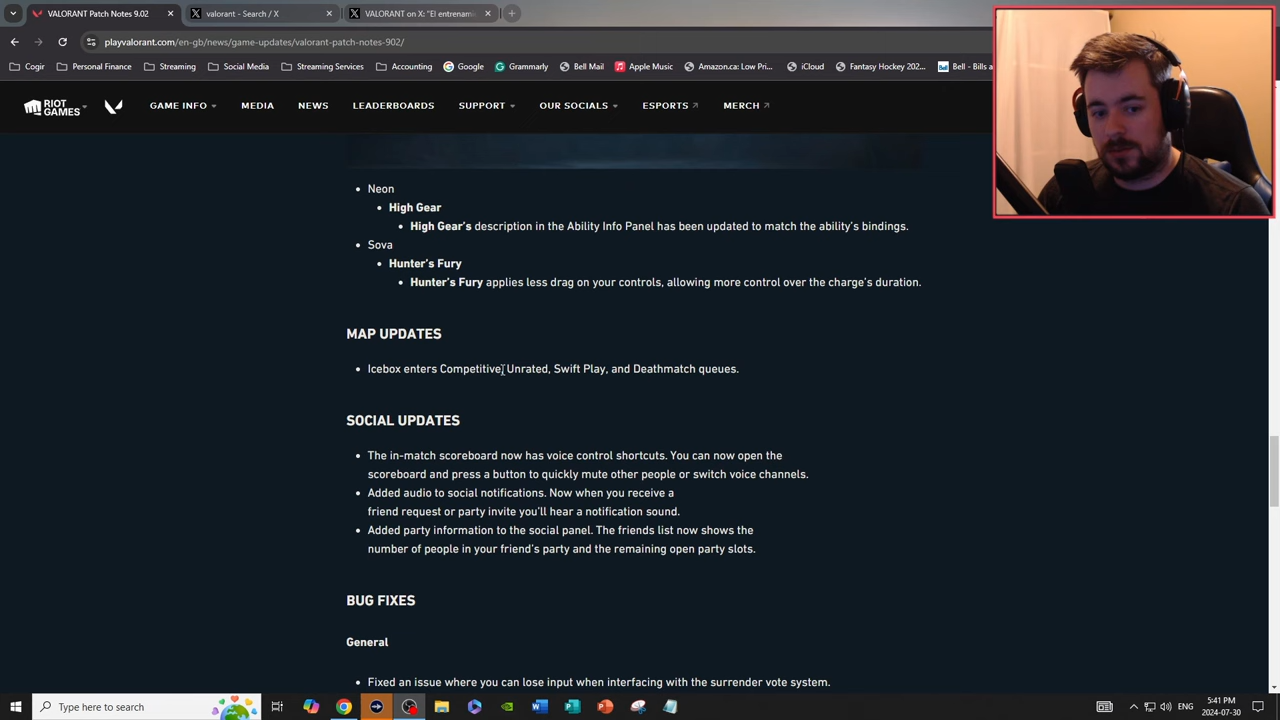 VALORANT Patch Notes 9.02
valorant - Search / X
VALORANT on X: "El entrenami
playvalorant.com/en-gb/news/game-updates/valorant-patch-notes-902/
Cogir
Personal Finance
Streaming
Social Media
Streaming Services
Accounting
Google
Grammarly
Bell Mail
Apple Music
Amazon.ca: Low Pri...
iCloud
Fantasy Hockey 202...
Bell - Bills a
RIOT GAMES
GAME INFO
MEDIA
NEWS
LEADERBOARDS
SUPPORT
OUR SOCIALS
ESPORTS
MERCH
• Neon
• High Gear
• High Gear's description in the Ability Info Panel has been updated to match the ability's bindings.
• Sova
• Hunter's Fury
• Hunter's Fury applies less drag on your controls, allowing more control over the charge's duration.
MAP UPDATES
• Icebox enters Competitive, Unrated, Swift Play, and Deathmatch queues.
SOCIAL UPDATES
• The in-match scoreboard now has voice control shortcuts. You can now open the
scoreboard and press a button to quickly mute other people or switch voice channels.
• Added audio to social notifications. Now when you receive a
friend request or party invite you'll hear a notification sound.
• Added party information to the social panel. The friends list now shows the
number of people in your friend's party and the remaining open party slots.
BUG FIXES
General
• Fixed an issue where you can lose input when interfacing with the surrender vote system.
Type here to search
ENG
5:41 PM
2024-07-30